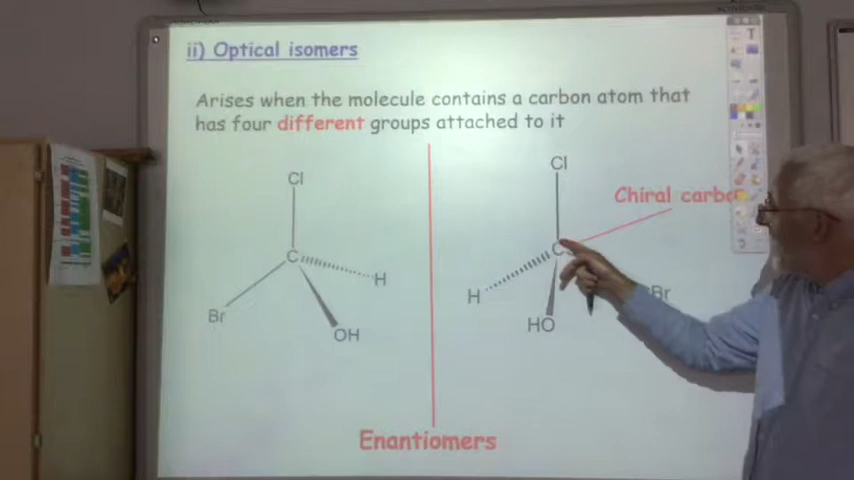 ii) Optical isomers
Arises when the molecule contains a carbon atom that
has four different groups attached to it
Cl
C
H
Br
OH
Cl
Chiral
C
H
Br
HO
Enantiomers